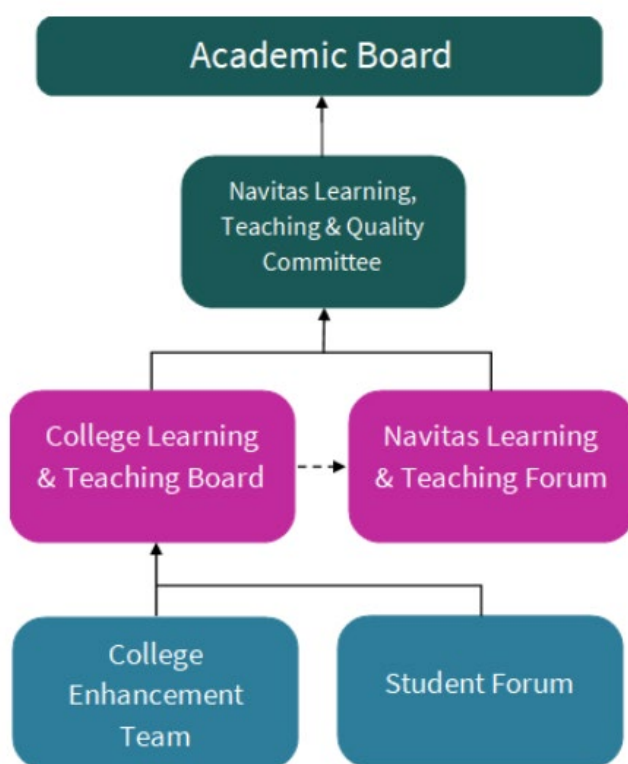 Academic Board
Navitas Learning,
Teaching & Quality
Committee
College Learning
& Teaching Board
Navitas Learning
& Teaching Forum
College
Enhancement
Team
Student Forum